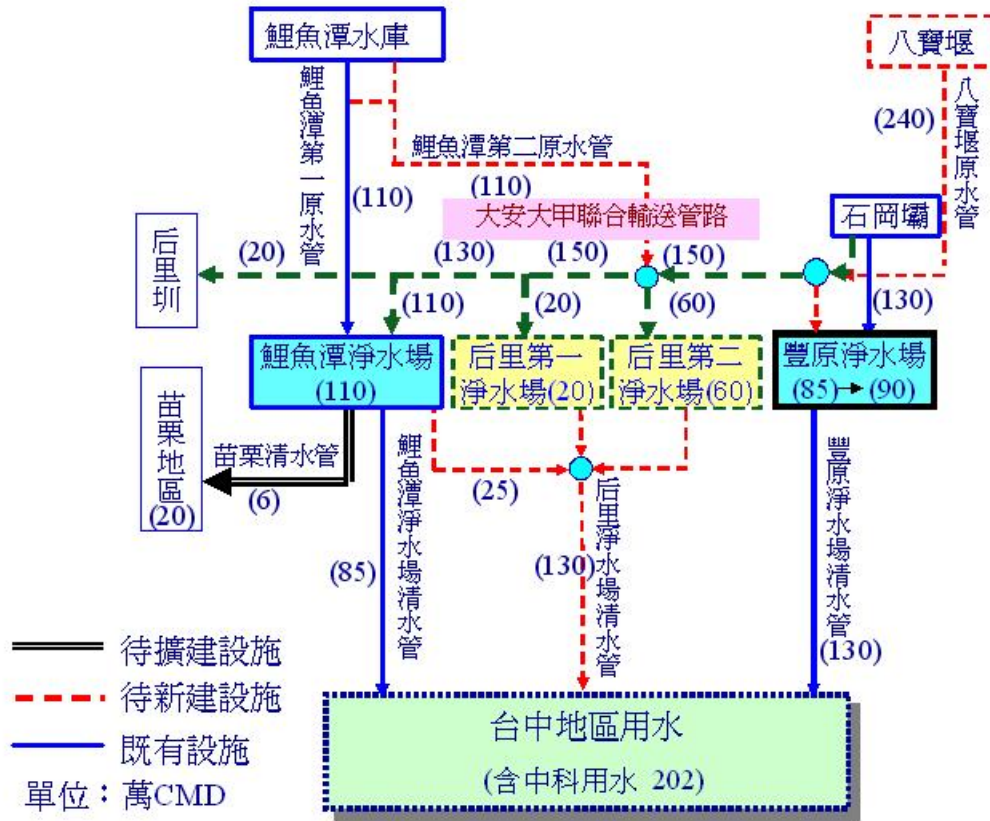 鯉魚潭水庫
八寶堰
鯉魚潭第一原水管
(110)
鯉魚潭第二原水管
(110)
(240)
八寶堰原水管
大安大甲聯合輸送管路
石岡壩
后里圳
(20)
(130)
(150)
(150)
(110)
(20)
(60)
(130)
鯉魚潭淨水場
(110)
后里第一
淨水場(20)
后里第二
淨水場(60)
豐原淨水場
(85)→(90)
苗栗地區
(20)
苗栗清水管
(6)
鯉魚潭淨水場清水管
(85)
(25)
(130)
后里淨水場清水管
豐原淨水場清水管
(130)
待擴建設施
待新建設施
既有設施
單位：萬CMD
台中地區用水
(含中科用水 202)